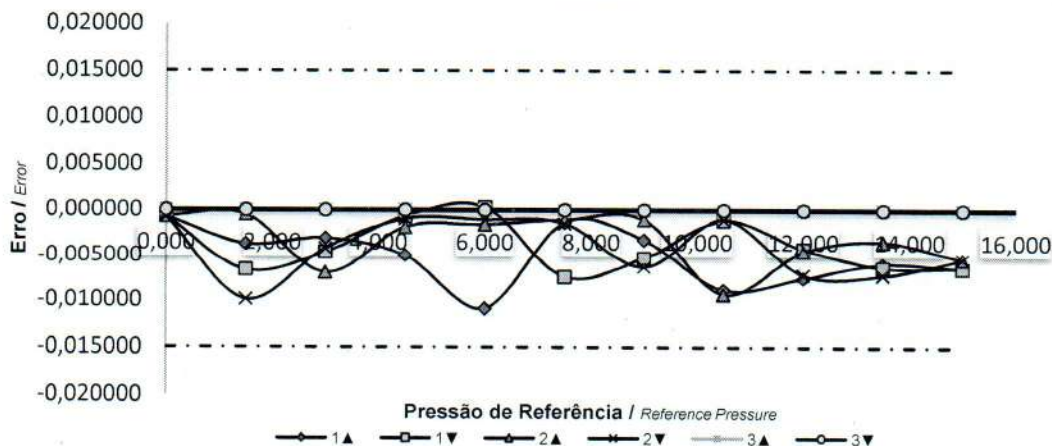 0,020000
0,015000
0,010000
0,005000
0,000000
-0,005000
-0,010000
-0,015000
-0,020000
Erro / Error
0,000 2,000 4,000 6,000 8,000 10,000 12,000 14,000 16,000
Pressão de Referência / Reference Pressure
1▲ 1▼ 2▲ 2▼ 3▲ 3▼